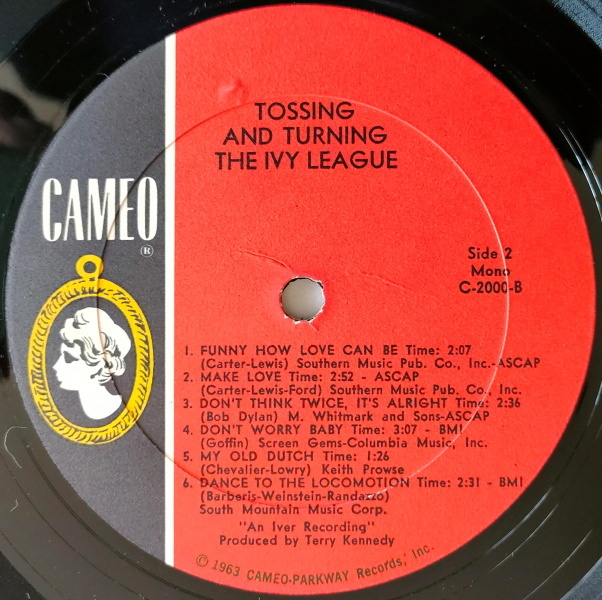 TOSSING
AND TURNING
THE IVY LEAGUE
CAMEO
®
Side 2
Mono
C-2000-B
1. FUNNY HOW LOVE CAN BE Time: 2:07
(Carter-Lewis) Southern Music Pub. Co., Inc.-ASCAP
2. MAKE LOVE Time: 2:52 - ASCAP
(Carter-Lewis-Ford) Southern Music Pub. Co., Inc.
3. DON'T THINK TWICE, IT'S ALRIGHT Time: 2:36
(Bob Dylan) M. Whitmark and Sons-ASCAP
4. DON'T WORRY BABY Time: 3:07 - BMI
(Goffin) Screen Gems-Columbia Music, Inc.
5. MY OLD DUTCH Time: 1:26
(Chevalier-Lowry) Keith Prowse
6. DANCE TO THE LOCOMOTION Time: 2:31 - BMI
(Barberis-Weinstein-Randazzo)
South Mountain Music Corp.
"An Iver Recording"
Produced by Terry Kennedy
© 1963 CAMEO-PARKWAY Records, Inc.